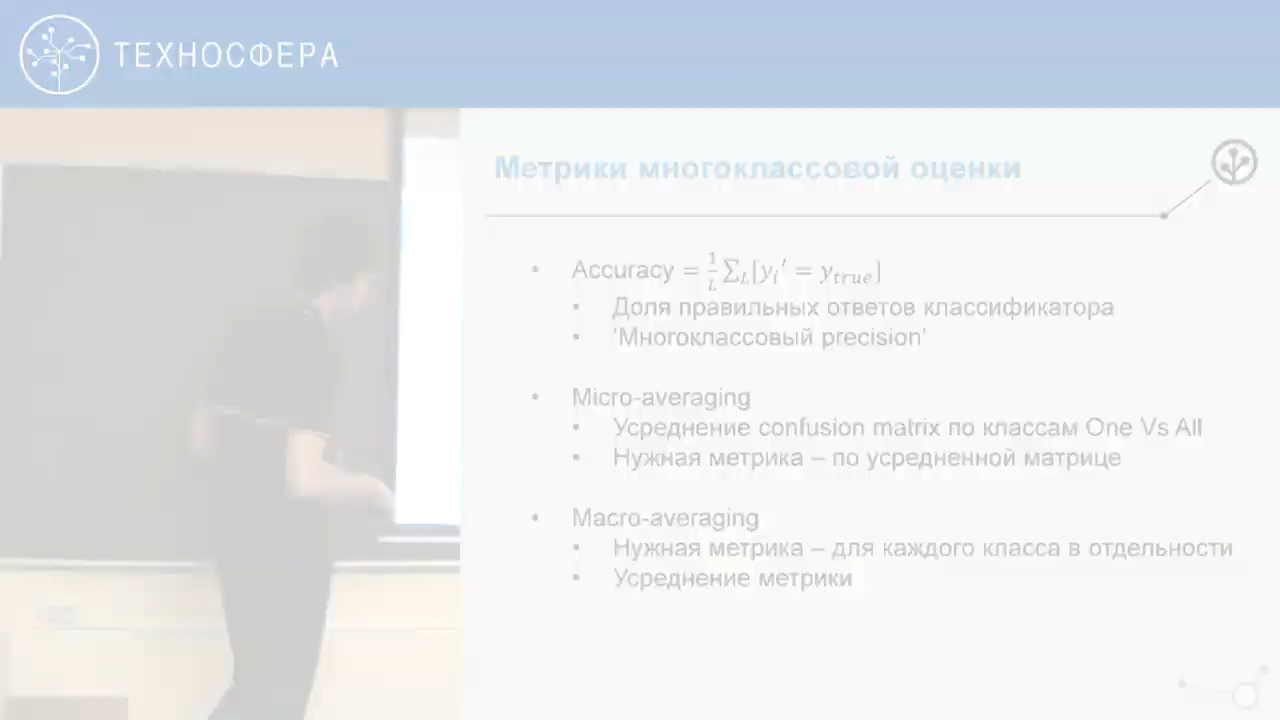 ТЕХНОСФЕРА
Метрики многоклассовой оценки
• Accuracy = 1/L ∑_L[y_i′ = y_true]
• Доля правильных ответов классификатора
• 'Многоклассовый precision'
• Micro-averaging
• Усреднение confusion matrix по классам One Vs All
• Нужная метрика – по усредненной матрице
• Macro-averaging
• Нужная метрика – для каждого класса в отдельности
• Усреднение метрики